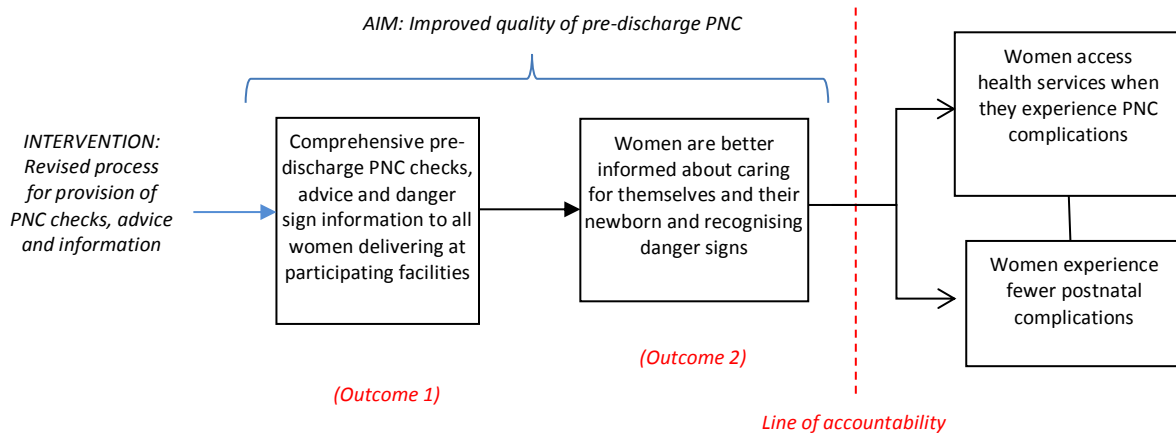 AIM: Improved quality of pre-discharge PNC
INTERVENTION:
Revised process
for provision of
PNC checks, advice
and information
Comprehensive pre-
discharge PNC checks,
advice and danger
sign information to all
women delivering at
participating facilities
(Outcome 1)
Women are better
informed about caring
for themselves and their
newborn and recognising
danger signs
(Outcome 2)
Line of accountability
Women access
health services when
they experience PNC
complications
Women experience
fewer postnatal
complications